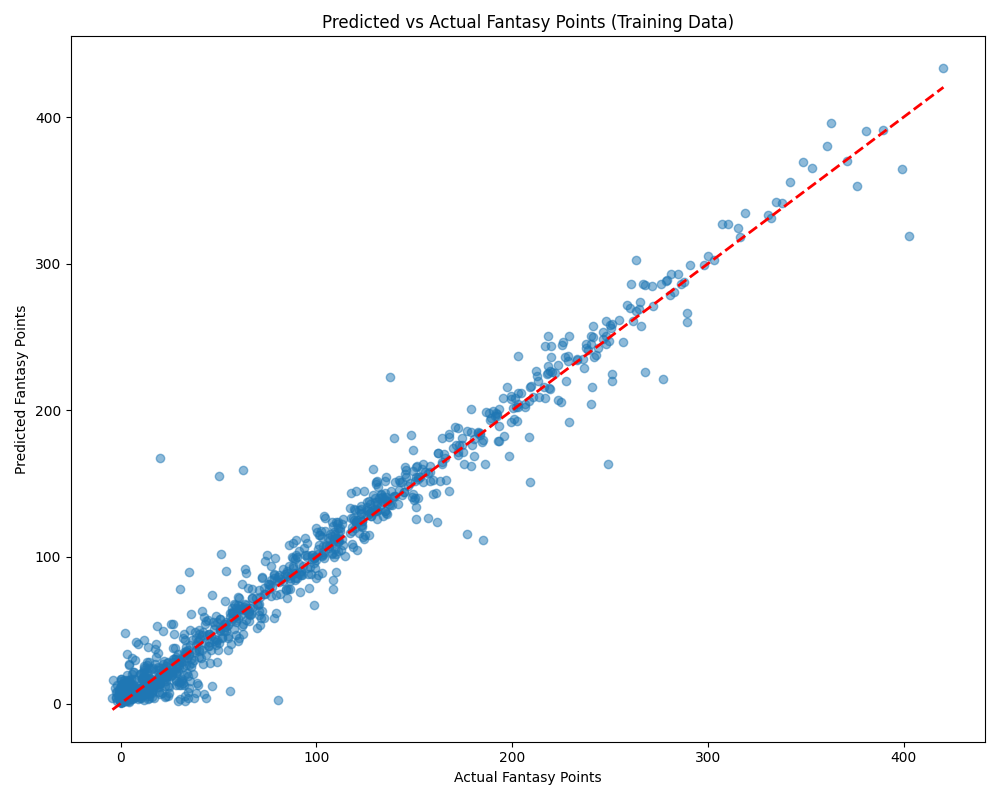 Predicted vs Actual Fantasy Points (Training Data)
400
300
200
100
0
Predicted Fantasy Points
0 100 200 300 400
Actual Fantasy Points